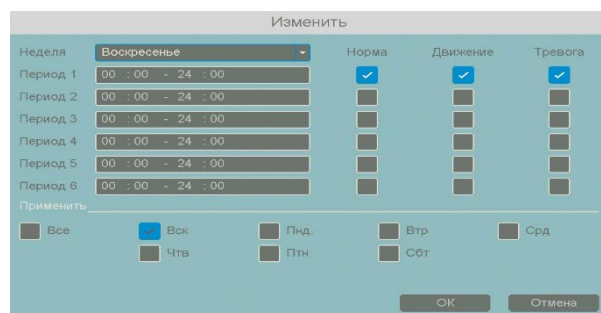 Изменить
Неделя Воскресенье Норма Движение Тревога
Период 1 00 : 00 - 24 : 00
Период 2 00 : 00 - 24 : 00
Период 3 00 : 00 - 24 : 00
Период 4 00 : 00 - 24 : 00
Период 5 00 : 00 - 24 : 00
Период 6 00 : 00 - 24 : 00
Применить
Все Вск Пнд. Втр Срд
Чтв Птн Сбт
ОК Отмена